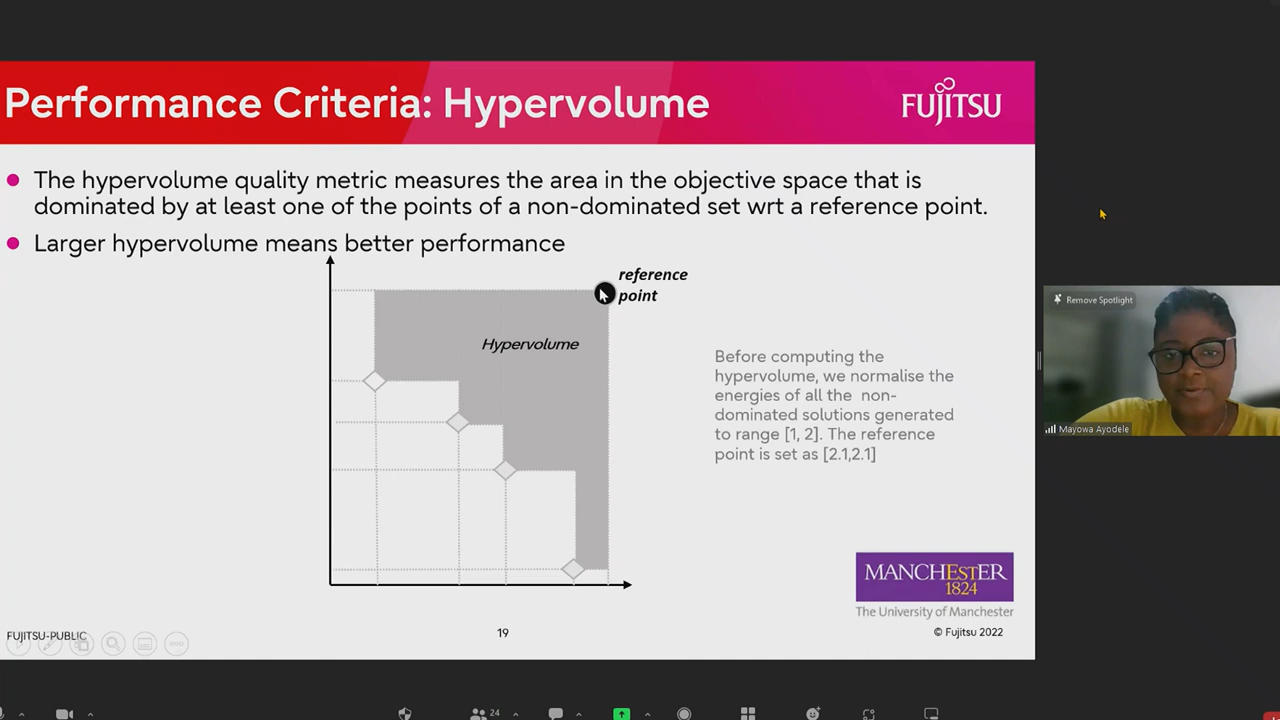 Performance Criteria: Hypervolume
FUJITSU
The hypervolume quality metric measures the area in the objective space that is
dominated by at least one of the points of a non-dominated set wrt a reference point.
Larger hypervolume means better performance
reference
point
Hypervolume
Before computing the
hypervolume, we normalise the
energies of all the non-
dominated solutions generated
to range [1, 2]. The reference
point is set as [2.1,2.1]
Remove Spotlight
Mayowa Ayodele
MANCHESTER
1824
The University of Manchester
FUJITSU-PUBLIC
19
© Fujitsu 2022
24